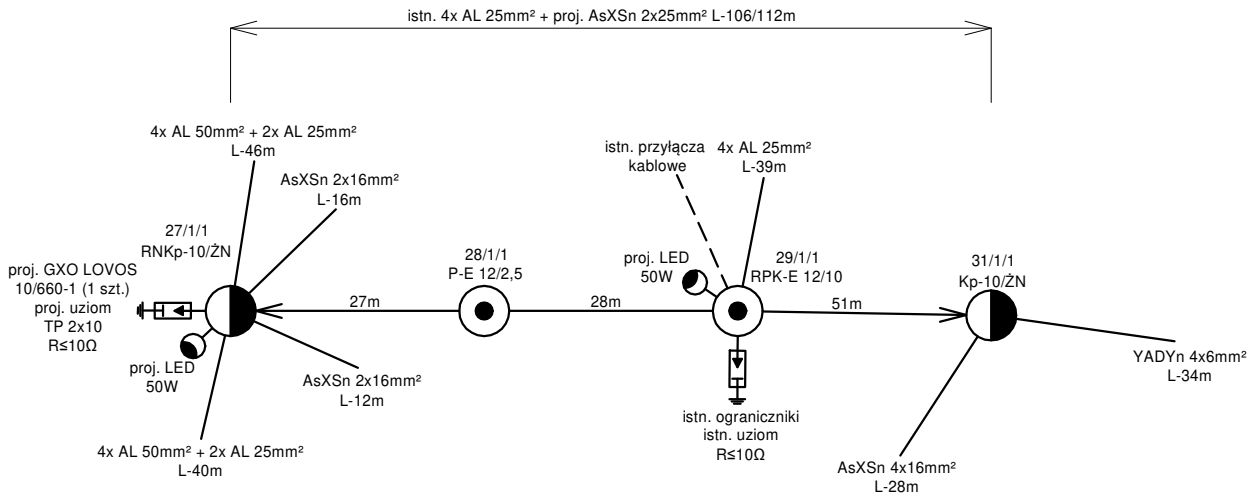 istn. 4x AL 25mm² + proj. AsXSn 2x25mm² L-106/112m
4x AL 50mm² + 2x AL 25mm²
L-46m
AsXSn 2x16mm²
L-16m
27/1/1
RNKp-10/ŻN
proj. GXO LOVOS
10/660-1 (1 szt.)
proj. uziom
TP 2x10
R≤10Ω
proj. LED
50W
AsXSn 2x16mm²
L-12m
4x AL 50mm² + 2x AL 25mm²
L-40m
27m
28/1/1
P-E 12/2,5
28m
istn. przyłącza
kablowe
4x AL 25mm²
L-39m
proj. LED
50W
29/1/1
RPK-E 12/10
istn. ograniczniki
istn. uziom
R≤10Ω
51m
31/1/1
Kp-10/ŻN
YADYn 4x6mm²
L-34m
AsXSn 4x16mm²
L-28m